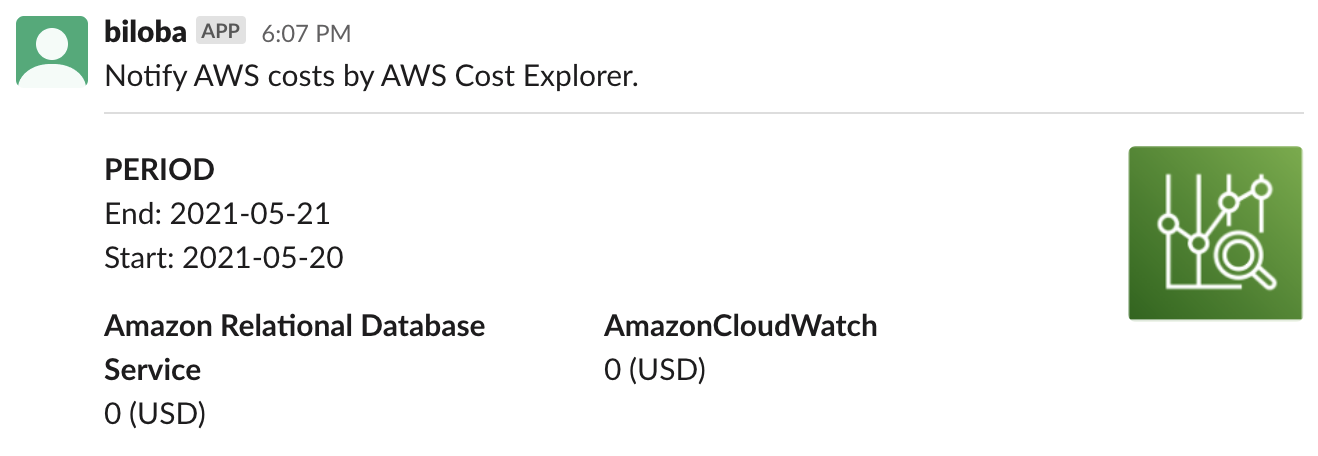 biloba APP 6:07 PM
Notify AWS costs by AWS Cost Explorer.
PERIOD
End: 2021-05-21
Start: 2021-05-20
Amazon Relational Database
Service
0 (USD)
AmazonCloudWatch
0 (USD)